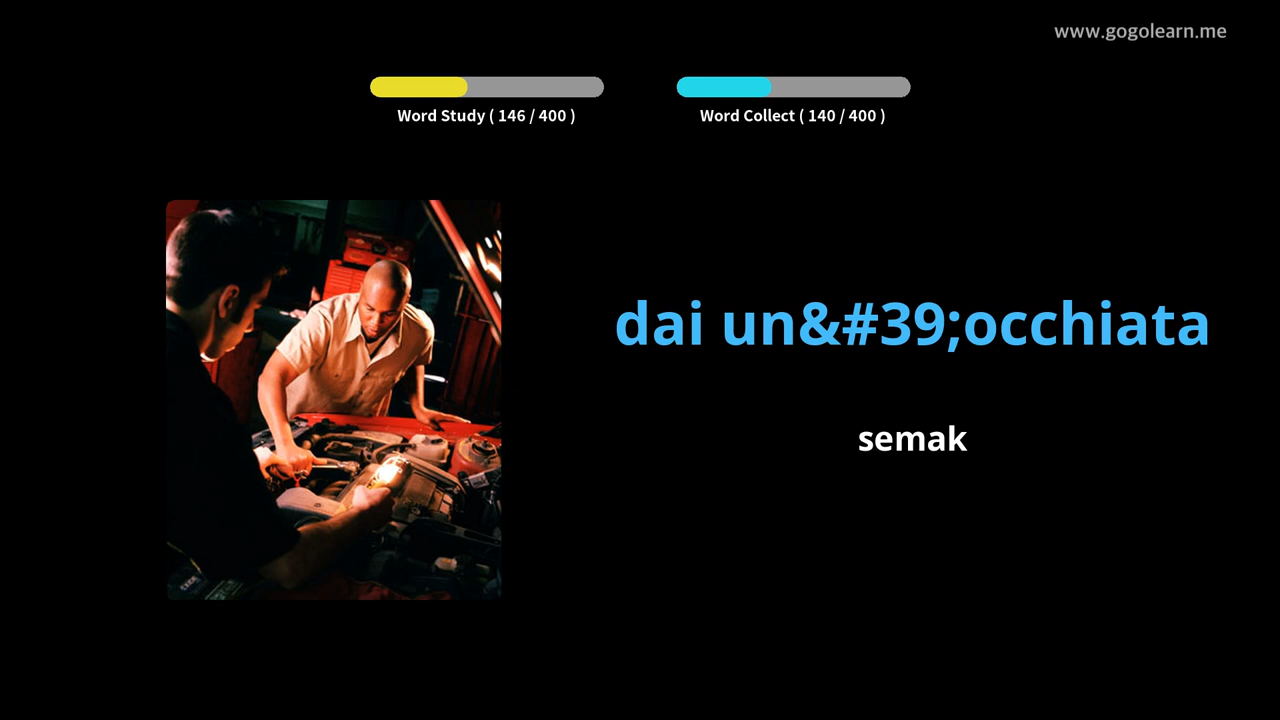 www.gogolearn.me
Word Study ( 146 / 400 )
Word Collect ( 140 / 400 )
dai un&#39;occhiata
semak